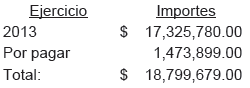 Ejercicio Importes
2013 $ 17,325,780.00
Por pagar 1,473,899.00
Total: $ 18,799,679.00